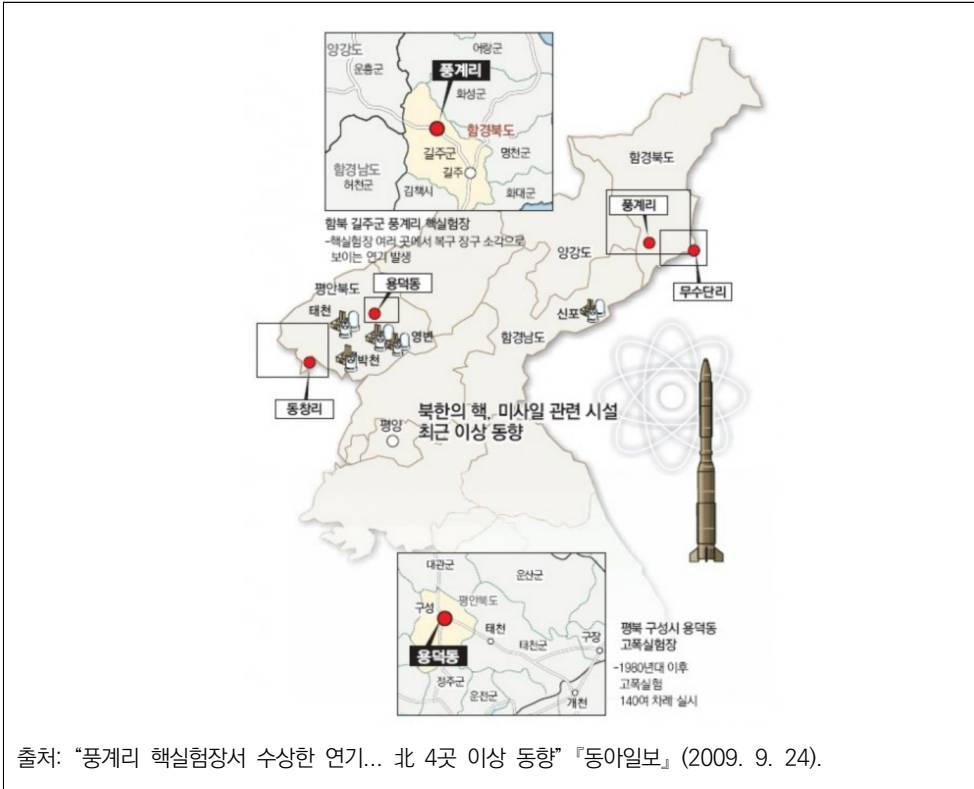 양강도
어랑군
운흥군
풍계리
화성군
함경북도
길주군
명천군
함경남도
허천군
길주
김책시
화대군
함북 길주군 풍계리 핵실험장
-핵실험장 여러 곳에서 복구 장구 소각으로
보이는 연기 발생
함경북도
풍계리
양강도
무수단리
평안북도
용덕동
태천
신포
영변
함경남도
박천
동창리
북한의 핵, 미사일 관련 시설
최근 이상 동향
평양
대관군
운산군
구성
평안북도
태천
구장
태천군
용덕동
정주군
운전군
개천
평북 구성시 용덕동
고폭실험장
-1980년대 이후
고폭실험
140여 차례 실시
출처: “풍계리 핵실험장서 수상한 연기... 北 4곳 이상 동향” 『동아일보』 (2009. 9. 24).